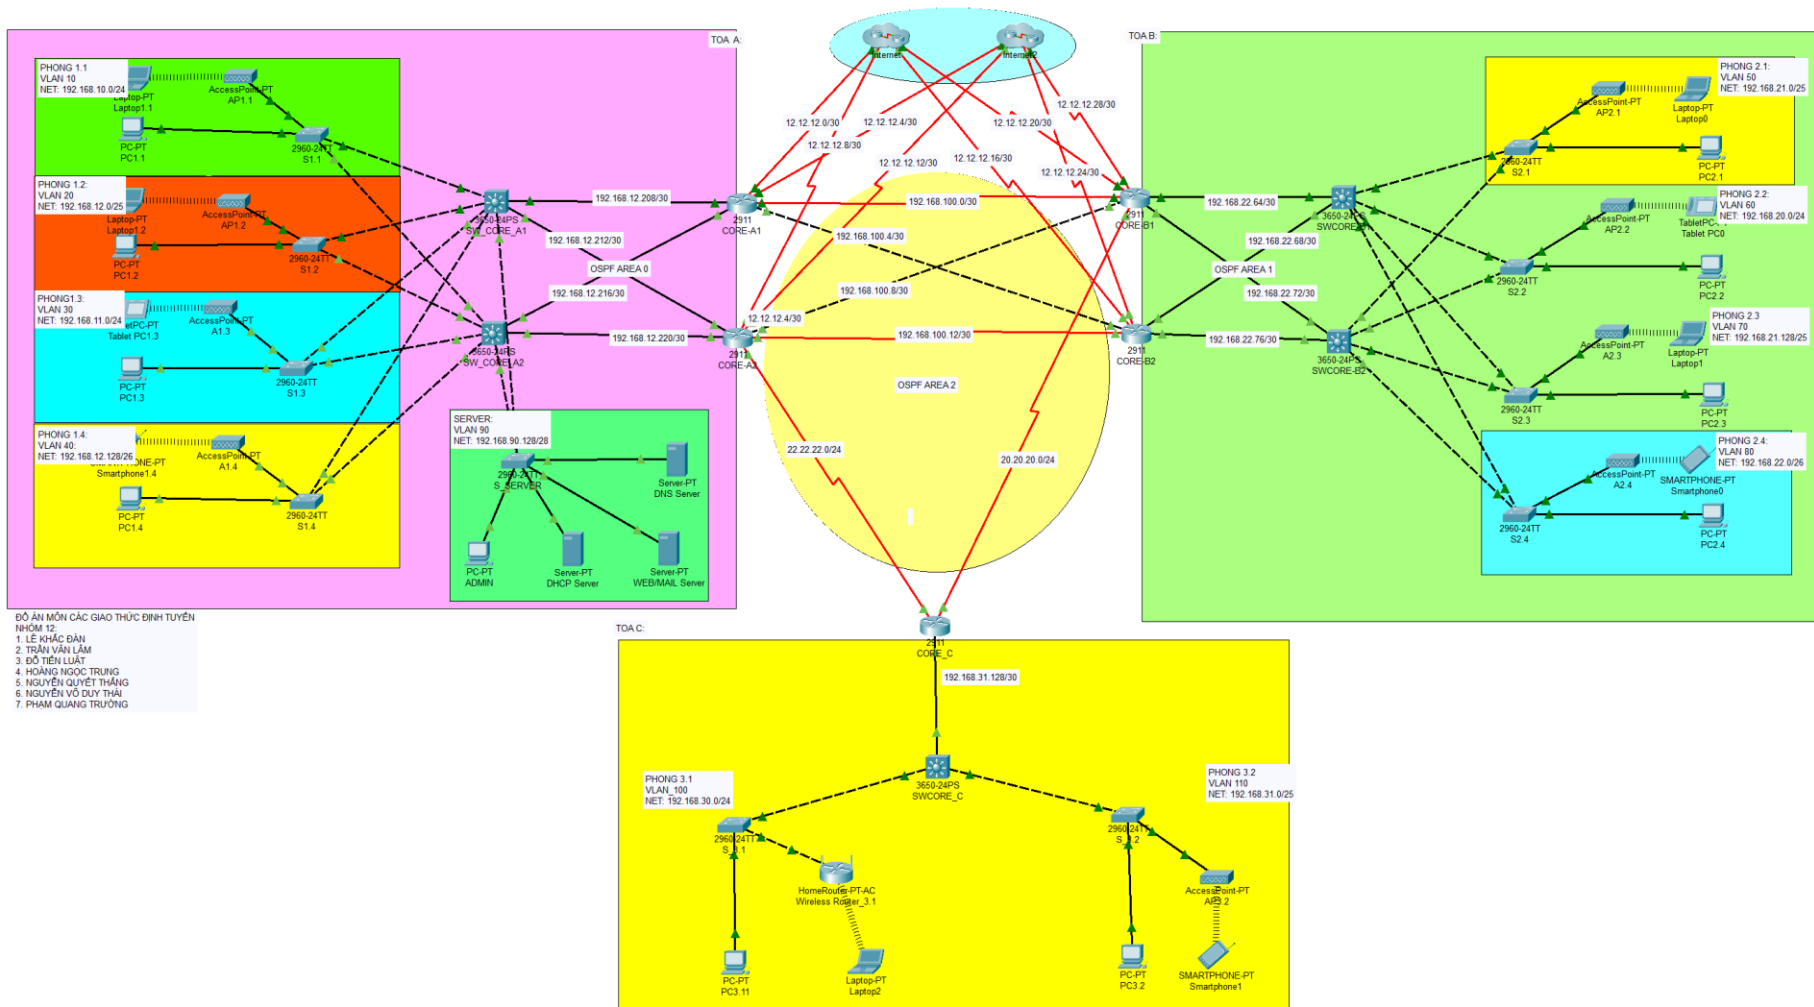 TOA A:
PHONG 1.1
VLAN 10
NET: 192.168.10.0/24
Laptop-PT
Laptop1.1
AccessPoint-PT
AP1.1
PC-PT
PC1.1
2960-24TT
S1.1
PHONG 1.2:
VLAN 20
NET: 192.168.12.0/25
Laptop-PT
Laptop1.2
AccessPoint-PT
AP1.2
PC-PT
PC1.2
2960-24TT
S1.2
PHONG1.3:
VLAN 30
NET: 192.168.11.0/24
Tablet PC1.3
AccessPoint-PT
A1.3
PC-PT
PC1.3
2960-24TT
S1.3
PHONG 1.4:
VLAN 40:
NET: 192.168.12.128/26
Smartphone1.4
AccessPoint-PT
A1.4
PC-PT
PC1.4
2960-24TT
S1.4
3650-24PS
SW_CORE_A1
3650-24PS
SW_CORE_A2
192.168.12.208/30
192.168.12.212/30
OSPF AREA 0
192.168.12.216/30
192.168.12.220/30
2911
CORE-A1
12.12.12.4/30
2911
CORE-A2
SERVER:
VLAN 90
NET: 192.168.90.128/28
2960-24TT
S_SERVER
Server-PT
DNS Server
PC-PT
ADMIN
Server-PT
DHCP Server
Server-PT
WEB/MAIL Server
Internet
Internet2
12.12.12.0/30
12.12.12.4/30
12.12.12.8/30
12.12.12.12/30
12.12.12.16/30
12.12.12.20/30
12.12.12.24/30
12.12.12.28/30
192.168.100.0/30
192.168.100.4/30
192.168.100.8/30
192.168.100.12/30
OSPF AREA 2
22.22.22.0/24
20.20.20.0/24
TOA B:
2911
CORE-B1
2911
CORE-B2
192.168.22.64/30
192.168.22.68/30
OSPF AREA 1
192.168.22.72/30
192.168.22.76/30
3650-24PS
3650-24PS
SWCORE-B2
PHONG 2.1:
VLAN 50
NET: 192.168.21.0/25
AccessPoint-PT
AP2.1
Laptop-PT
Laptop0
2960-24TT
S2.1
PC-PT
PC2.1
PHONG 2.2:
VLAN 60
NET: 192.168.20.0/24
AccessPoint-PT
AP2.2
Tablet PC0
2960-24TT
S2.2
PC-PT
PC2.2
PHONG 2.3
VLAN 70
NET: 192.168.21.128/25
AccessPoint-PT
A2.3
Laptop-PT
Laptop1
2960-24TT
S2.3
PC-PT
PC2.3
PHONG 2.4:
VLAN 80
NET: 192.168.22.0/26
AccessPoint-PT
A2.4
SMARTPHONE-PT
Smartphone0
2960-24TT
S2.4
PC-PT
PC2.4
ĐỒ ÁN MÔN CÁC GIAO THỨC ĐỊNH TUYẾN
NHÓM 12:
1. LÊ KHẮC ĐÀN
2. TRẦN VĂN LÂM
3. ĐỖ TIẾN LUẬT
4. HOÀNG NGỌC TRUNG
5. NGUYỄN QUYẾT THẮNG
6. NGUYỄN VÕ DUY THÁI
7. PHẠM QUANG TRƯỜNG
TOA C:
2911
CORE_C
192.168.31.128/30
3650-24PS
SWCORE_C
PHONG 3.1
VLAN_100
NET: 192.168.30.0/24
2960-24TT
HomeRouter-PT-AC
Wireless Router_3.1
PC-PT
PC3.11
Laptop-PT
Laptop2
PHONG 3.2
VLAN 110
NET: 192.168.31.0/25
2960-24TT
AccessPoint-PT
AP3.2
PC-PT
PC3.2
SMARTPHONE-PT
Smartphone1